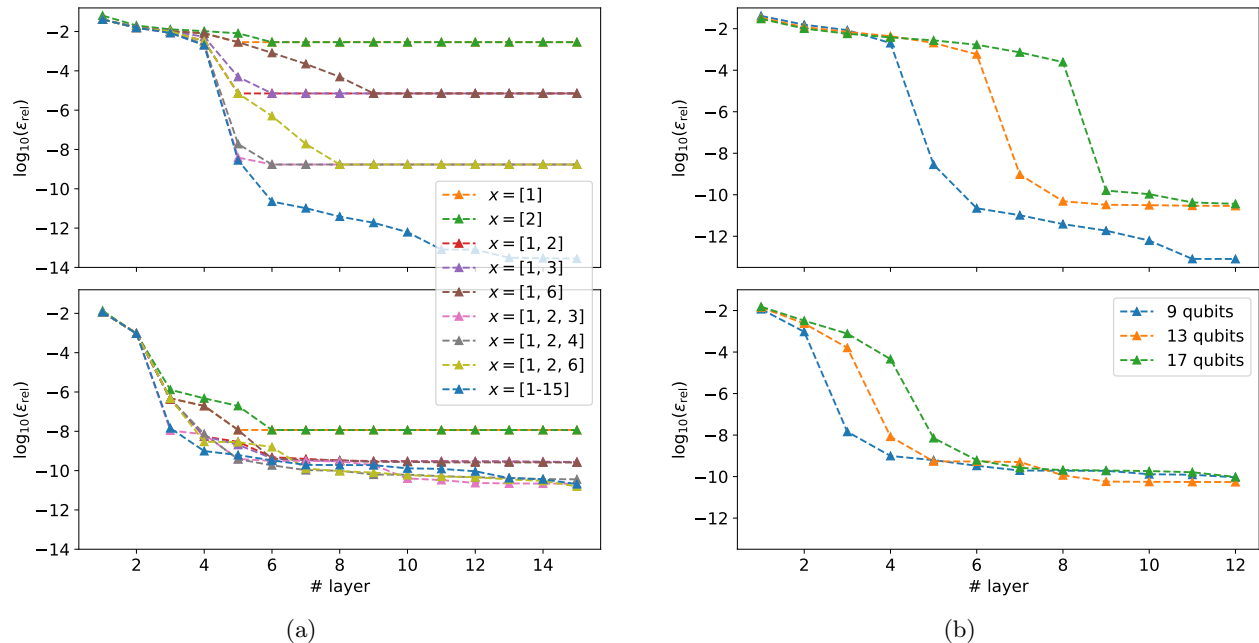 −2
−4
−6
−8
−10
−12
−14
log₁₀(ϵrel)
x = [1]
x = [2]
x = [1, 2]
x = [1, 3]
x = [1, 6]
x = [1, 2, 3]
x = [1, 2, 4]
x = [1, 2, 6]
x = [1-15]
−2
−4
−6
−8
−10
−12
−14
log₁₀(ϵrel)
2 4 6 8 10 12 14
# layer
(a)
−2
−4
−6
−8
−10
−12
log₁₀(ϵrel)
−2
−4
−6
−8
−10
−12
log₁₀(ϵrel)
9 qubits
13 qubits
17 qubits
2 4 6 8 10 12
# layer
(b)